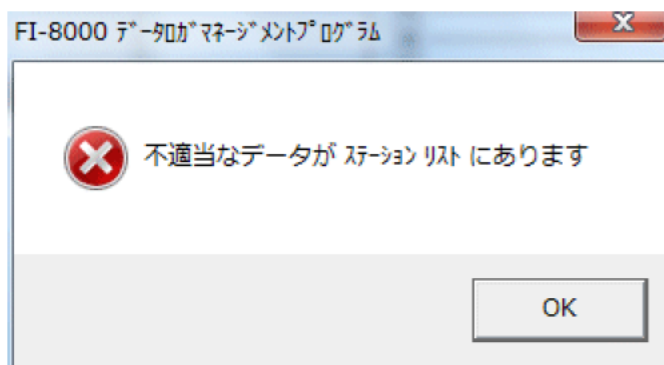 FI-8000 ﾃﾞｰﾀﾛｶﾞﾏﾈｰｼﾞﾒﾝﾄﾌﾟﾛｸﾞﾗﾑ
不適当なデータが ｽﾃｰｼｮﾝ ﾘｽﾄ にあります
OK